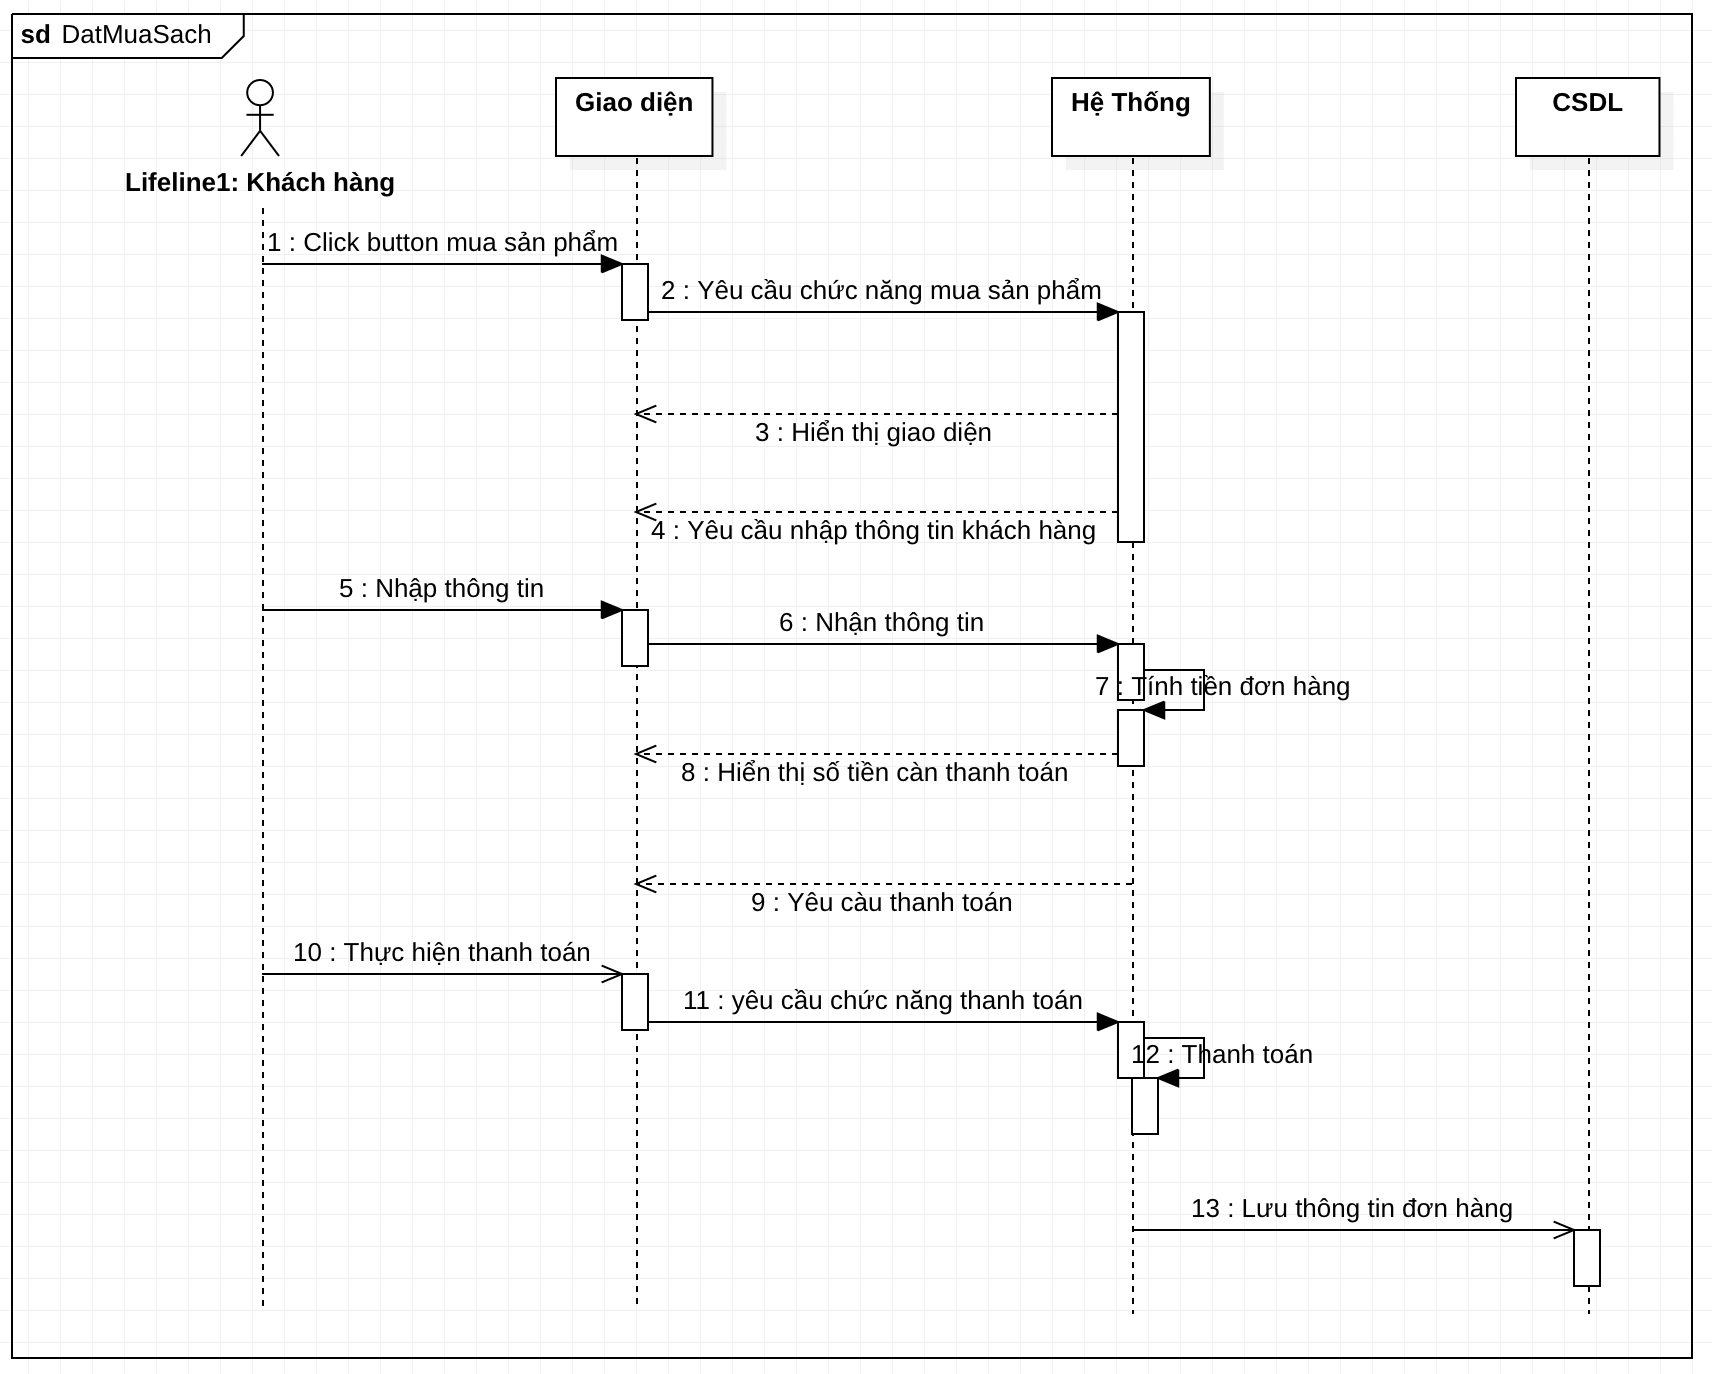 sd DatMuaSach
Lifeline1: Khách hàng
Giao diện
Hệ Thống
CSDL
1 : Click button mua sản phẩm
2 : Yêu cầu chức năng mua sản phẩm
3 : Hiển thị giao diện
4 : Yêu cầu nhập thông tin khách hàng
5 : Nhập thông tin
6 : Nhận thông tin
7 : Tính tiền đơn hàng
8 : Hiển thị số tiền càn thanh toán
9 : Yêu càu thanh toán
10 : Thực hiện thanh toán
11 : yêu cầu chức năng thanh toán
12 : Thanh toán
13 : Lưu thông tin đơn hàng